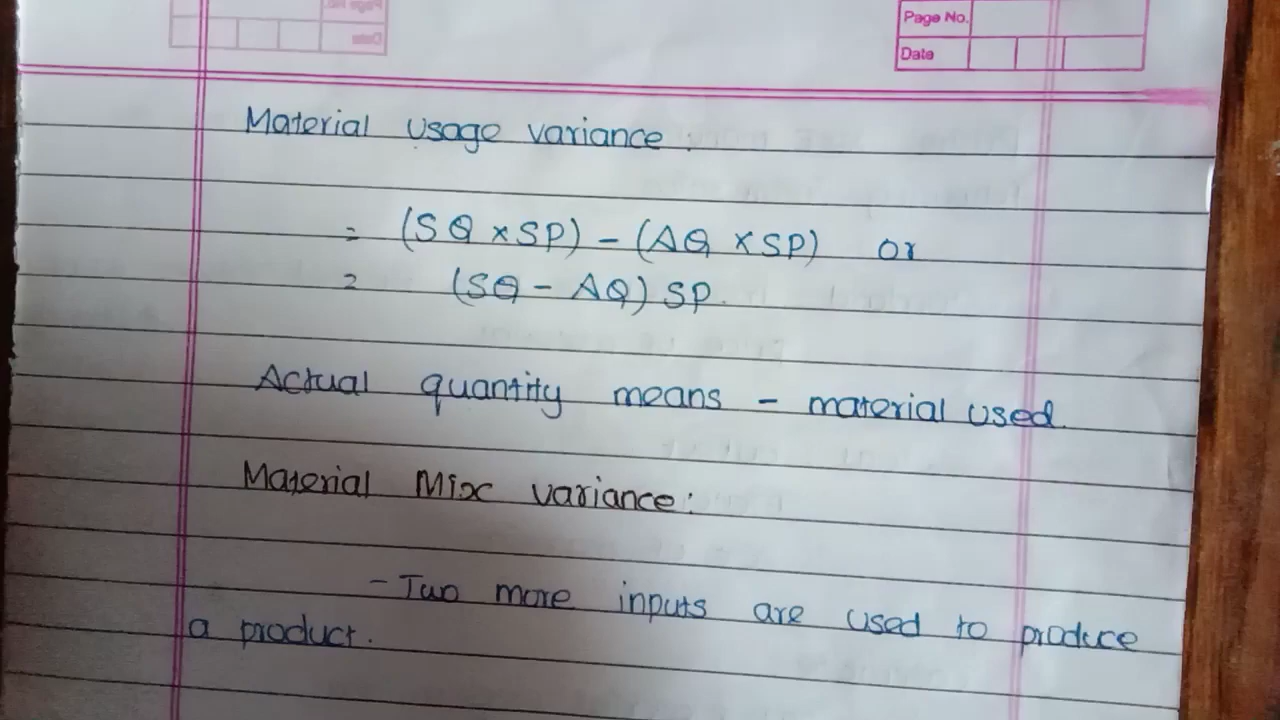 Page No.
Date
Material usage variance :
= (SQ × SP) – (AQ × SP) or
= (SQ – AQ) SP.
Actual quantity means – material used.
Material Mix variance:
– Two more inputs are used to produce
a product.